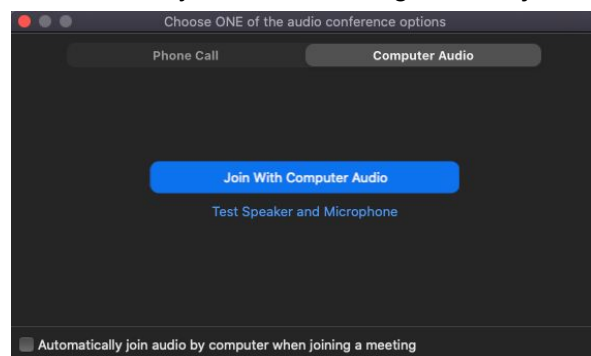 Choose ONE of the audio conference options
Phone Call
Computer Audio
Join With Computer Audio
Test Speaker and Microphone
Automatically join audio by computer when joining a meeting